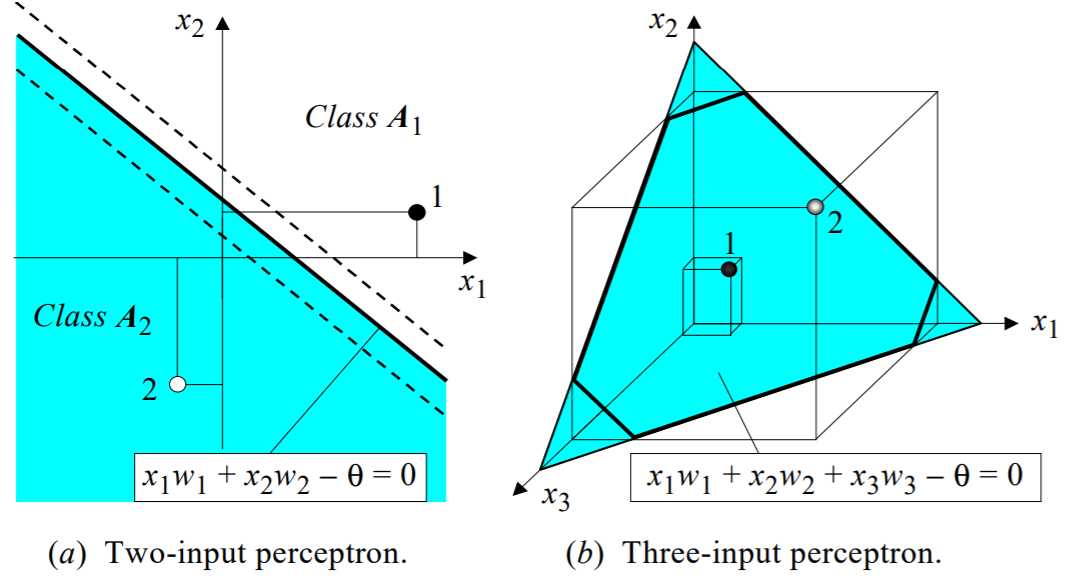 x₂
Class A₁
1
x₁
Class A₂
2
x₁w₁ + x₂w₂ – θ = 0
(a) Two-input perceptron.
x₂
2
1
x₁
x₁w₁ + x₂w₂ + x₃w₃ – θ = 0
x₃
(b) Three-input perceptron.